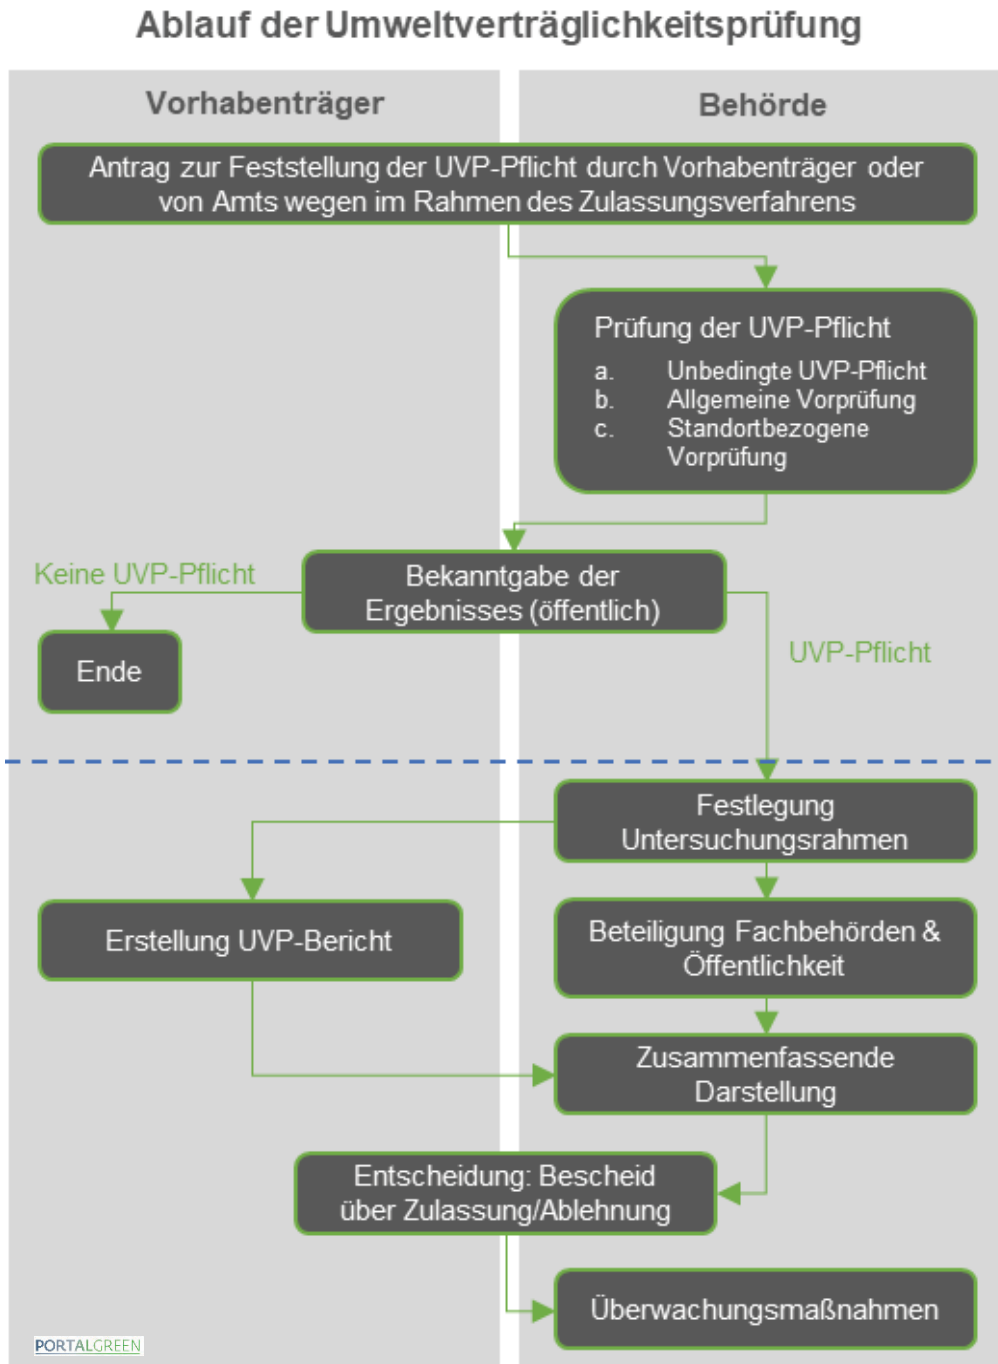 Ablauf der Umweltverträglichkeitsprüfung
Vorhabenträger
Behörde
Antrag zur Feststellung der UVP-Pflicht durch Vorhabenträger oder
von Amts wegen im Rahmen des Zulassungsverfahrens
Prüfung der UVP-Pflicht
a. Unbedingte UVP-Pflicht
b. Allgemeine Vorprüfung
c. Standortbezogene
Vorprüfung
Bekanntgabe der
Ergebnisses (öffentlich)
Keine UVP-Pflicht
Ende
UVP-Pflicht
Festlegung
Untersuchungsrahmen
Erstellung UVP-Bericht
Beteiligung Fachbehörden &
Öffentlichkeit
Zusammenfassende
Darstellung
Entscheidung: Bescheid
über Zulassung/Ablehnung
Überwachungsmaßnahmen
PORTALGREEN